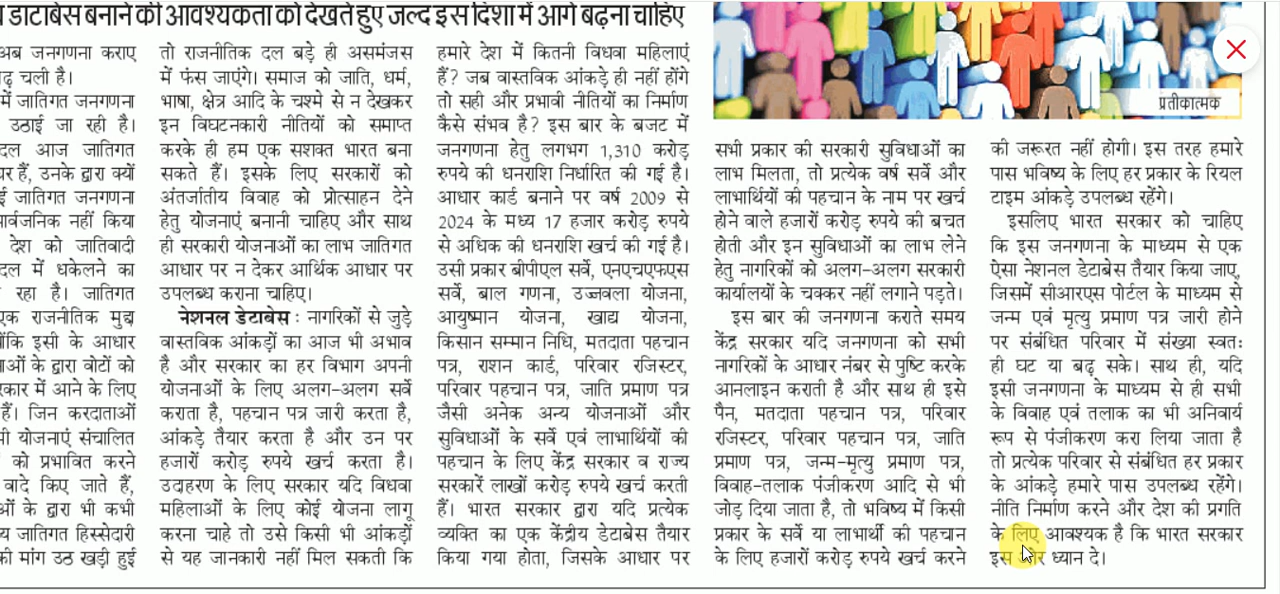 डाटाबेस बनाने की आवश्यकता को देखते हुए जल्द इस दिशा में आगे बढ़ना चाहिए
अब जनगणना कराए
चली है।
में जातिगत जनगणना
उठाई जा रही है।
दल आज जातिगत
हैं, उनके द्वारा क्यों
जातिगत जनगणना
नहीं किया
देश को जातिवादी
दल में धकेलने का
रहा है। जातिगत
एक राजनीतिक मुद्दा
कि इसी के आधार
के द्वारा वोटों को
में आने के लिए
हैं। जिन करदाताओं
योजनाएं संचालित
को प्रभावित करने
वादे किए जाते हैं,
के द्वारा भी कभी
जातिगत हिस्सेदारी
की मांग उठ खड़ी हुई
तो राजनीतिक दल बड़े ही असमंजस
में फंस जाएंगे। समाज को जाति, धर्म,
भाषा, क्षेत्र आदि के चश्मे से न देखकर
इन विघटनकारी नीतियों को समाप्त
करके ही हम एक सशक्त भारत बना
सकते हैं। इसके लिए सरकारों को
अंतर्जातीय विवाह को प्रोत्साहन देने
हेतु योजनाएं बनानी चाहिए और साथ
ही सरकारी योजनाओं का लाभ जातिगत
आधार पर न देकर आर्थिक आधार पर
उपलब्ध कराना चाहिए।
नेशनल डेटाबेस : नागरिकों से जुड़े
वास्तविक आंकड़ों का आज भी अभाव
है और सरकार का हर विभाग अपनी
योजनाओं के लिए अलग-अलग सर्वे
कराता है, पहचान पत्र जारी करता है,
आंकड़े तैयार करता है और उन पर
हजारों करोड़ रुपये खर्च करता है।
उदाहरण के लिए सरकार यदि विधवा
महिलाओं के लिए कोई योजना लागू
करना चाहे तो उसे किसी भी आंकड़ों
से यह जानकारी नहीं मिल सकती कि
हमारे देश में कितनी विधवा महिलाएं
हैं? जब वास्तविक आंकड़े ही नहीं होंगे
तो सही और प्रभावी नीतियों का निर्माण
कैसे संभव है? इस बार के बजट में
जनगणना हेतु लगभग 1,310 करोड़
रुपये की धनराशि निर्धारित की गई है।
आधार कार्ड बनाने पर वर्ष 2009 से
2024 के मध्य 17 हजार करोड़ रुपये
से अधिक की धनराशि खर्च की गई है।
उसी प्रकार बीपीएल सर्वे, एनएचएफएस
सर्वे, बाल गणना, उज्जवला योजना,
आयुष्मान योजना, खाद्य योजना,
किसान सम्मान निधि, मतदाता पहचान
पत्र, राशन कार्ड, परिवार रजिस्टर,
परिवार पहचान पत्र, जाति प्रमाण पत्र
जैसी अनेक अन्य योजनाओं और
सुविधाओं के सर्वे एवं लाभार्थियों की
पहचान के लिए केंद्र सरकार व राज्य
सरकारें लाखों करोड़ रुपये खर्च करती
हैं। भारत सरकार द्वारा यदि प्रत्येक
व्यक्ति का एक केंद्रीय डेटाबेस तैयार
किया गया होता, जिसके आधार पर
प्रतीकात्मक
सभी प्रकार की सरकारी सुविधाओं का
लाभ मिलता, तो प्रत्येक वर्ष सर्वे और
लाभार्थियों की पहचान के नाम पर खर्च
होने वाले हजारों करोड़ रुपये की बचत
होती और इन सुविधाओं का लाभ लेने
हेतु नागरिकों को अलग-अलग सरकारी
कार्यालयों के चक्कर नहीं लगाने पड़ते।
इस बार की जनगणना कराते समय
केंद्र सरकार यदि जनगणना को सभी
नागरिकों के आधार नंबर से पुष्टि करके
आनलाइन कराती है और साथ ही इसे
पैन, मतदाता पहचान पत्र, परिवार
रजिस्टर, परिवार पहचान पत्र, जाति
प्रमाण पत्र, जन्म-मृत्यु प्रमाण पत्र,
विवाह-तलाक पंजीकरण आदि से भी
जोड़ दिया जाता है, तो भविष्य में किसी
प्रकार के सर्वे या लाभार्थी की पहचान
के लिए हजारों करोड़ रुपये खर्च करने
की जरूरत नहीं होगी। इस तरह हमारे
पास भविष्य के लिए हर प्रकार के रियल
टाइम आंकड़े उपलब्ध रहेंगे।
इसलिए भारत सरकार को चाहिए
कि इस जनगणना के माध्यम से एक
ऐसा नेशनल डेटाबेस तैयार किया जाए,
जिसमें सीआरएस पोर्टल के माध्यम से
जन्म एवं मृत्यु प्रमाण पत्र जारी होने
पर संबंधित परिवार में संख्या स्वतः
ही घट या बढ़ सके। साथ ही, यदि
इसी जनगणना के माध्यम से ही सभी
के विवाह एवं तलाक का भी अनिवार्य
रूप से पंजीकरण करा लिया जाता है
तो प्रत्येक परिवार से संबंधित हर प्रकार
के आंकड़े हमारे पास उपलब्ध रहेंगे।
नीति निर्माण करने और देश की प्रगति
के लिए आवश्यक है कि भारत सरकार
इस ओर ध्यान दे।